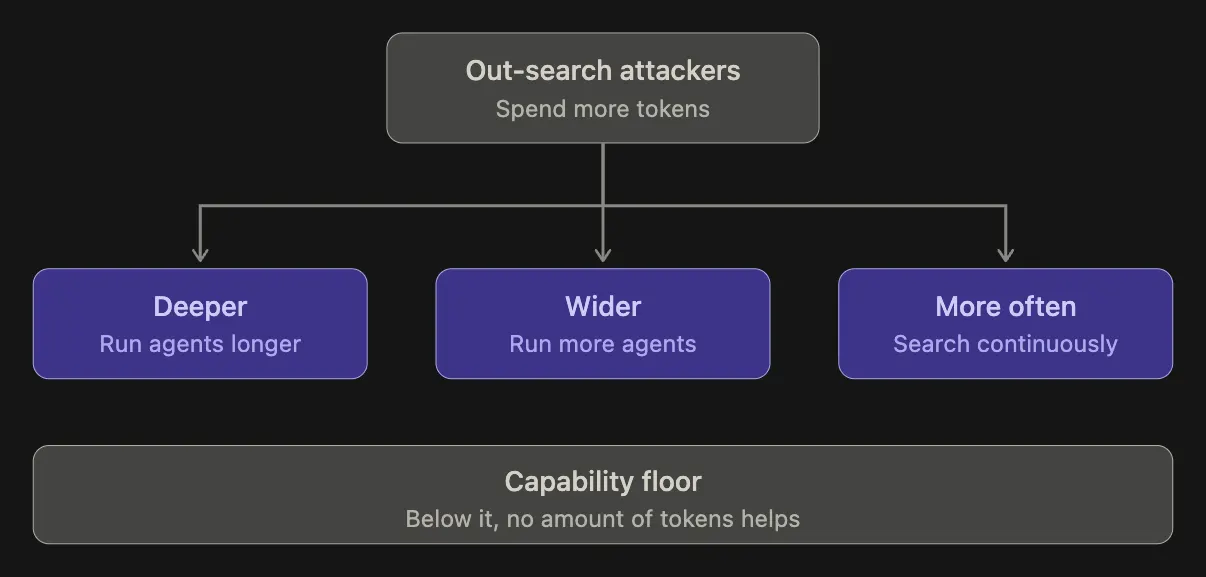 Out-search attackers
Spend more tokens
Deeper
Run agents longer
Wider
Run more agents
More often
Search continuously
Capability floor
Below it, no amount of tokens helps